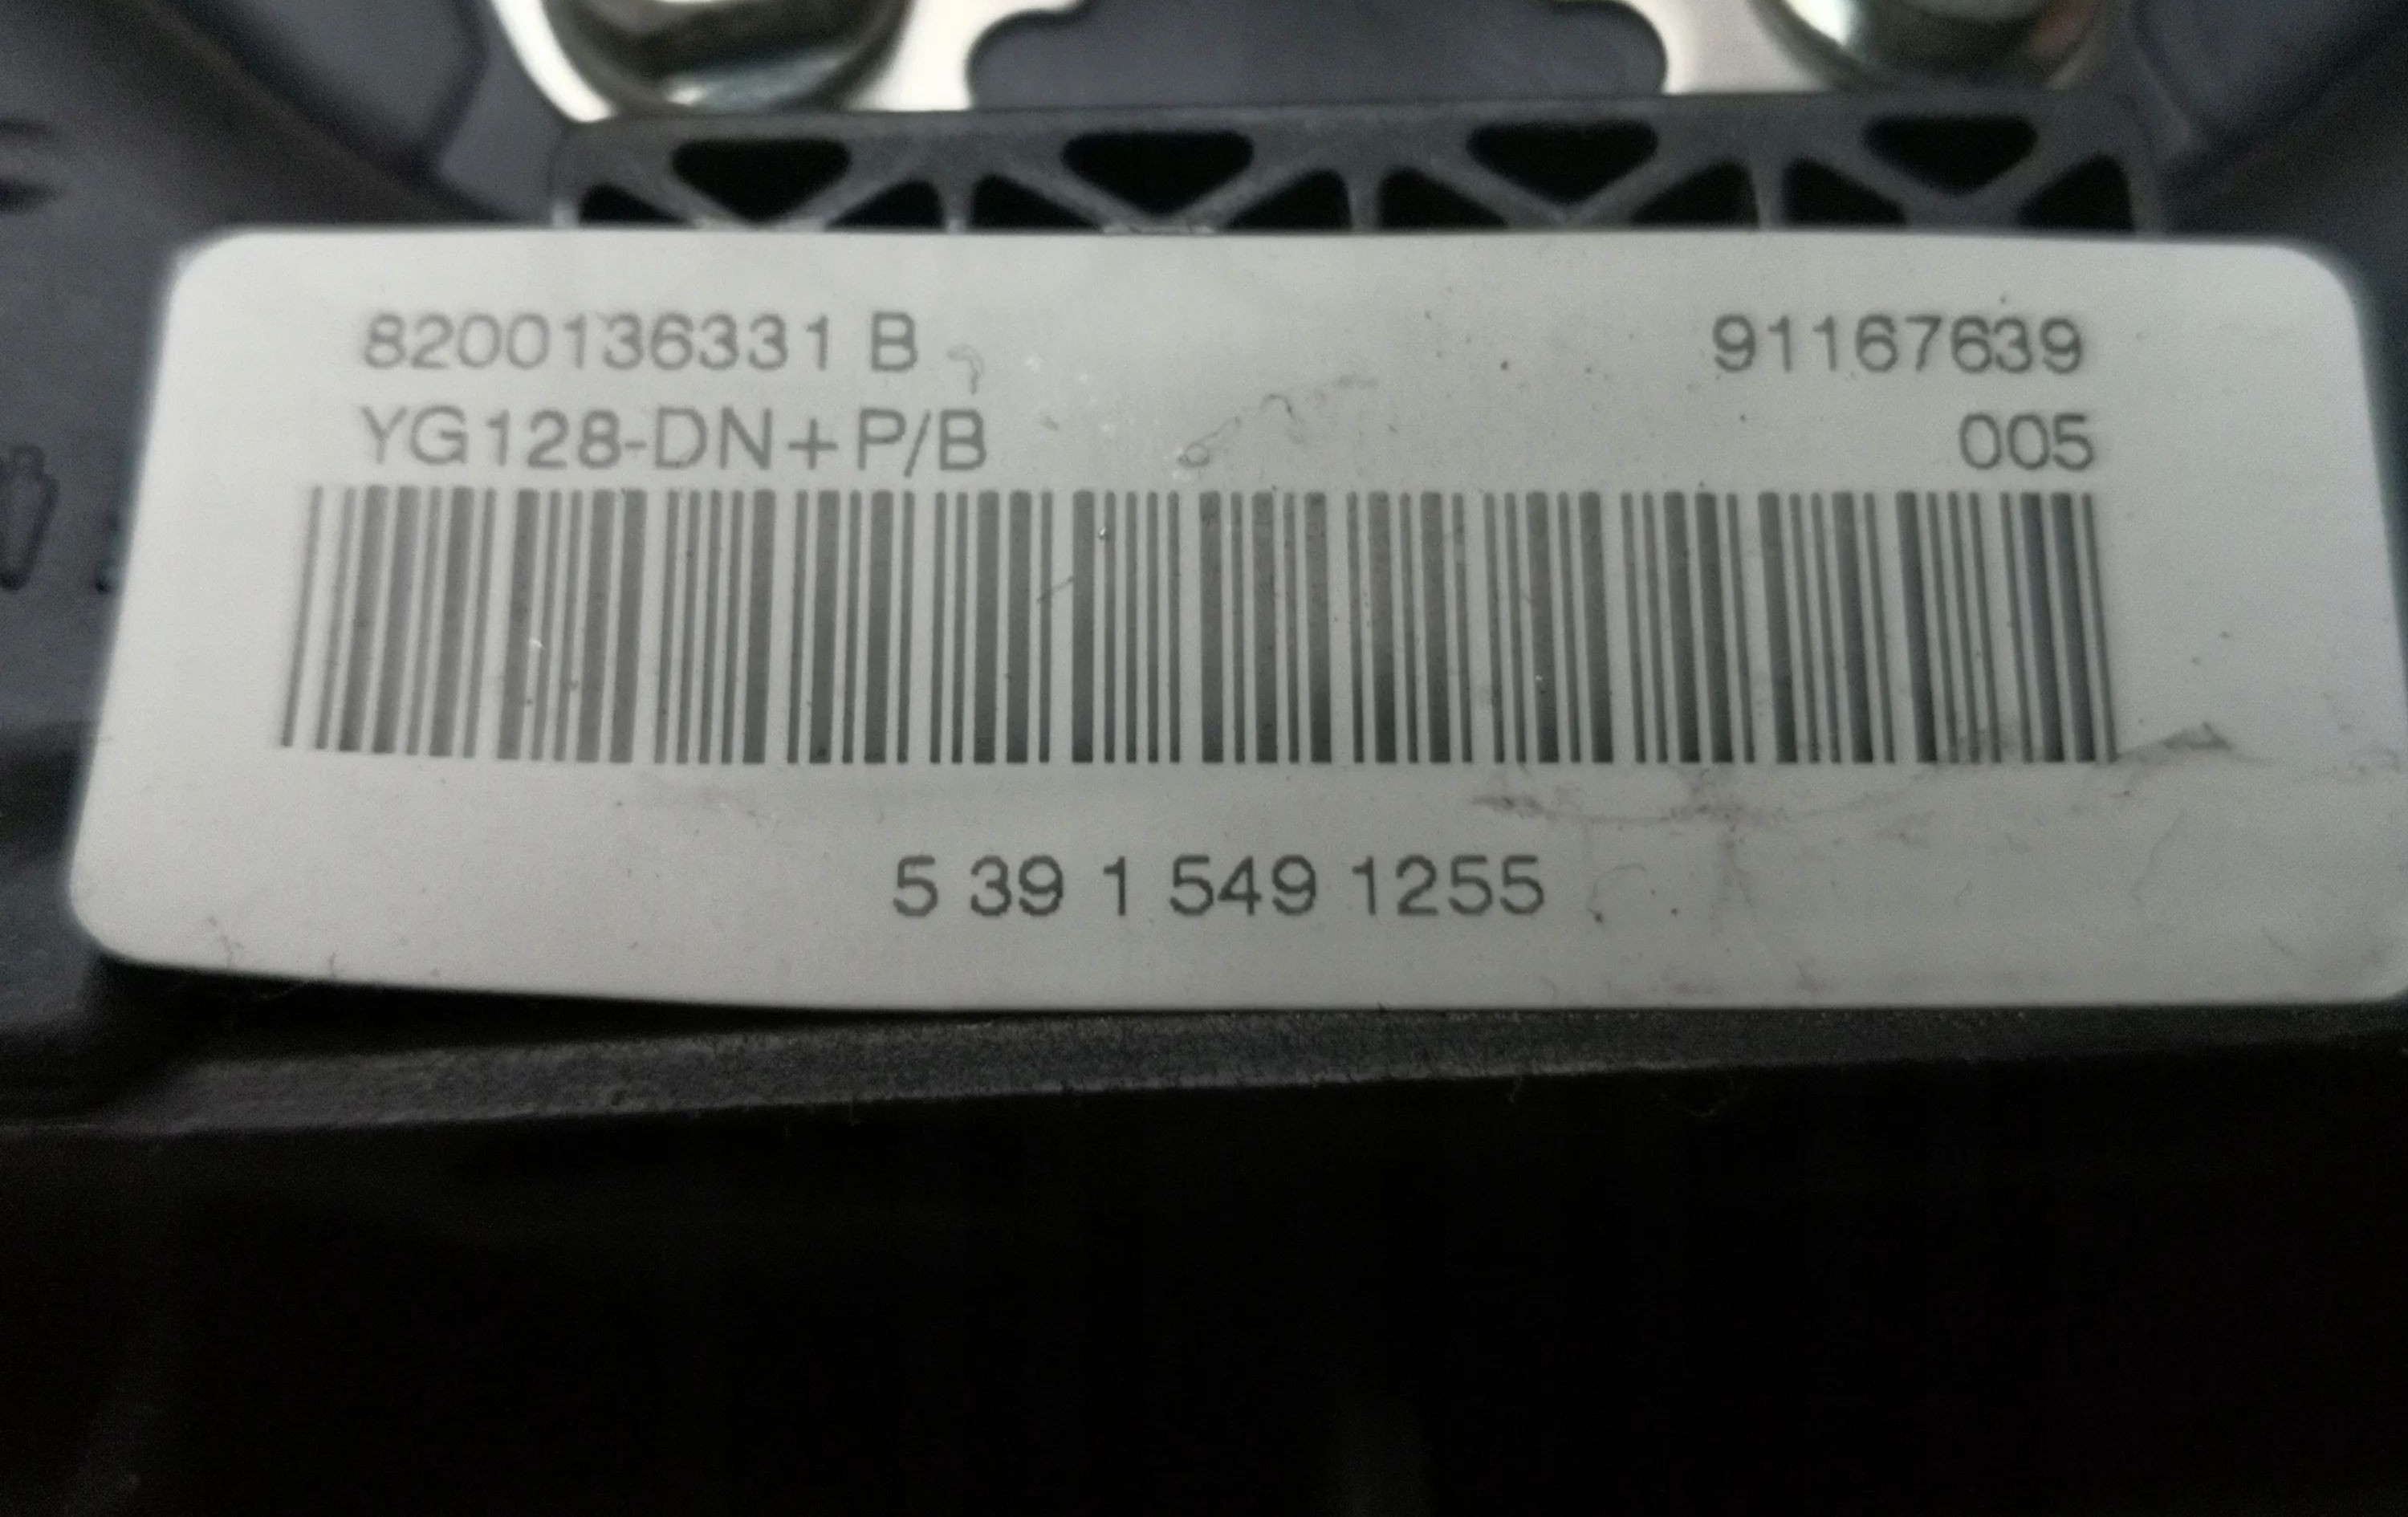 8200136331 B 91167639
YG128-DN+P/B 005
5 39 1 549 1255